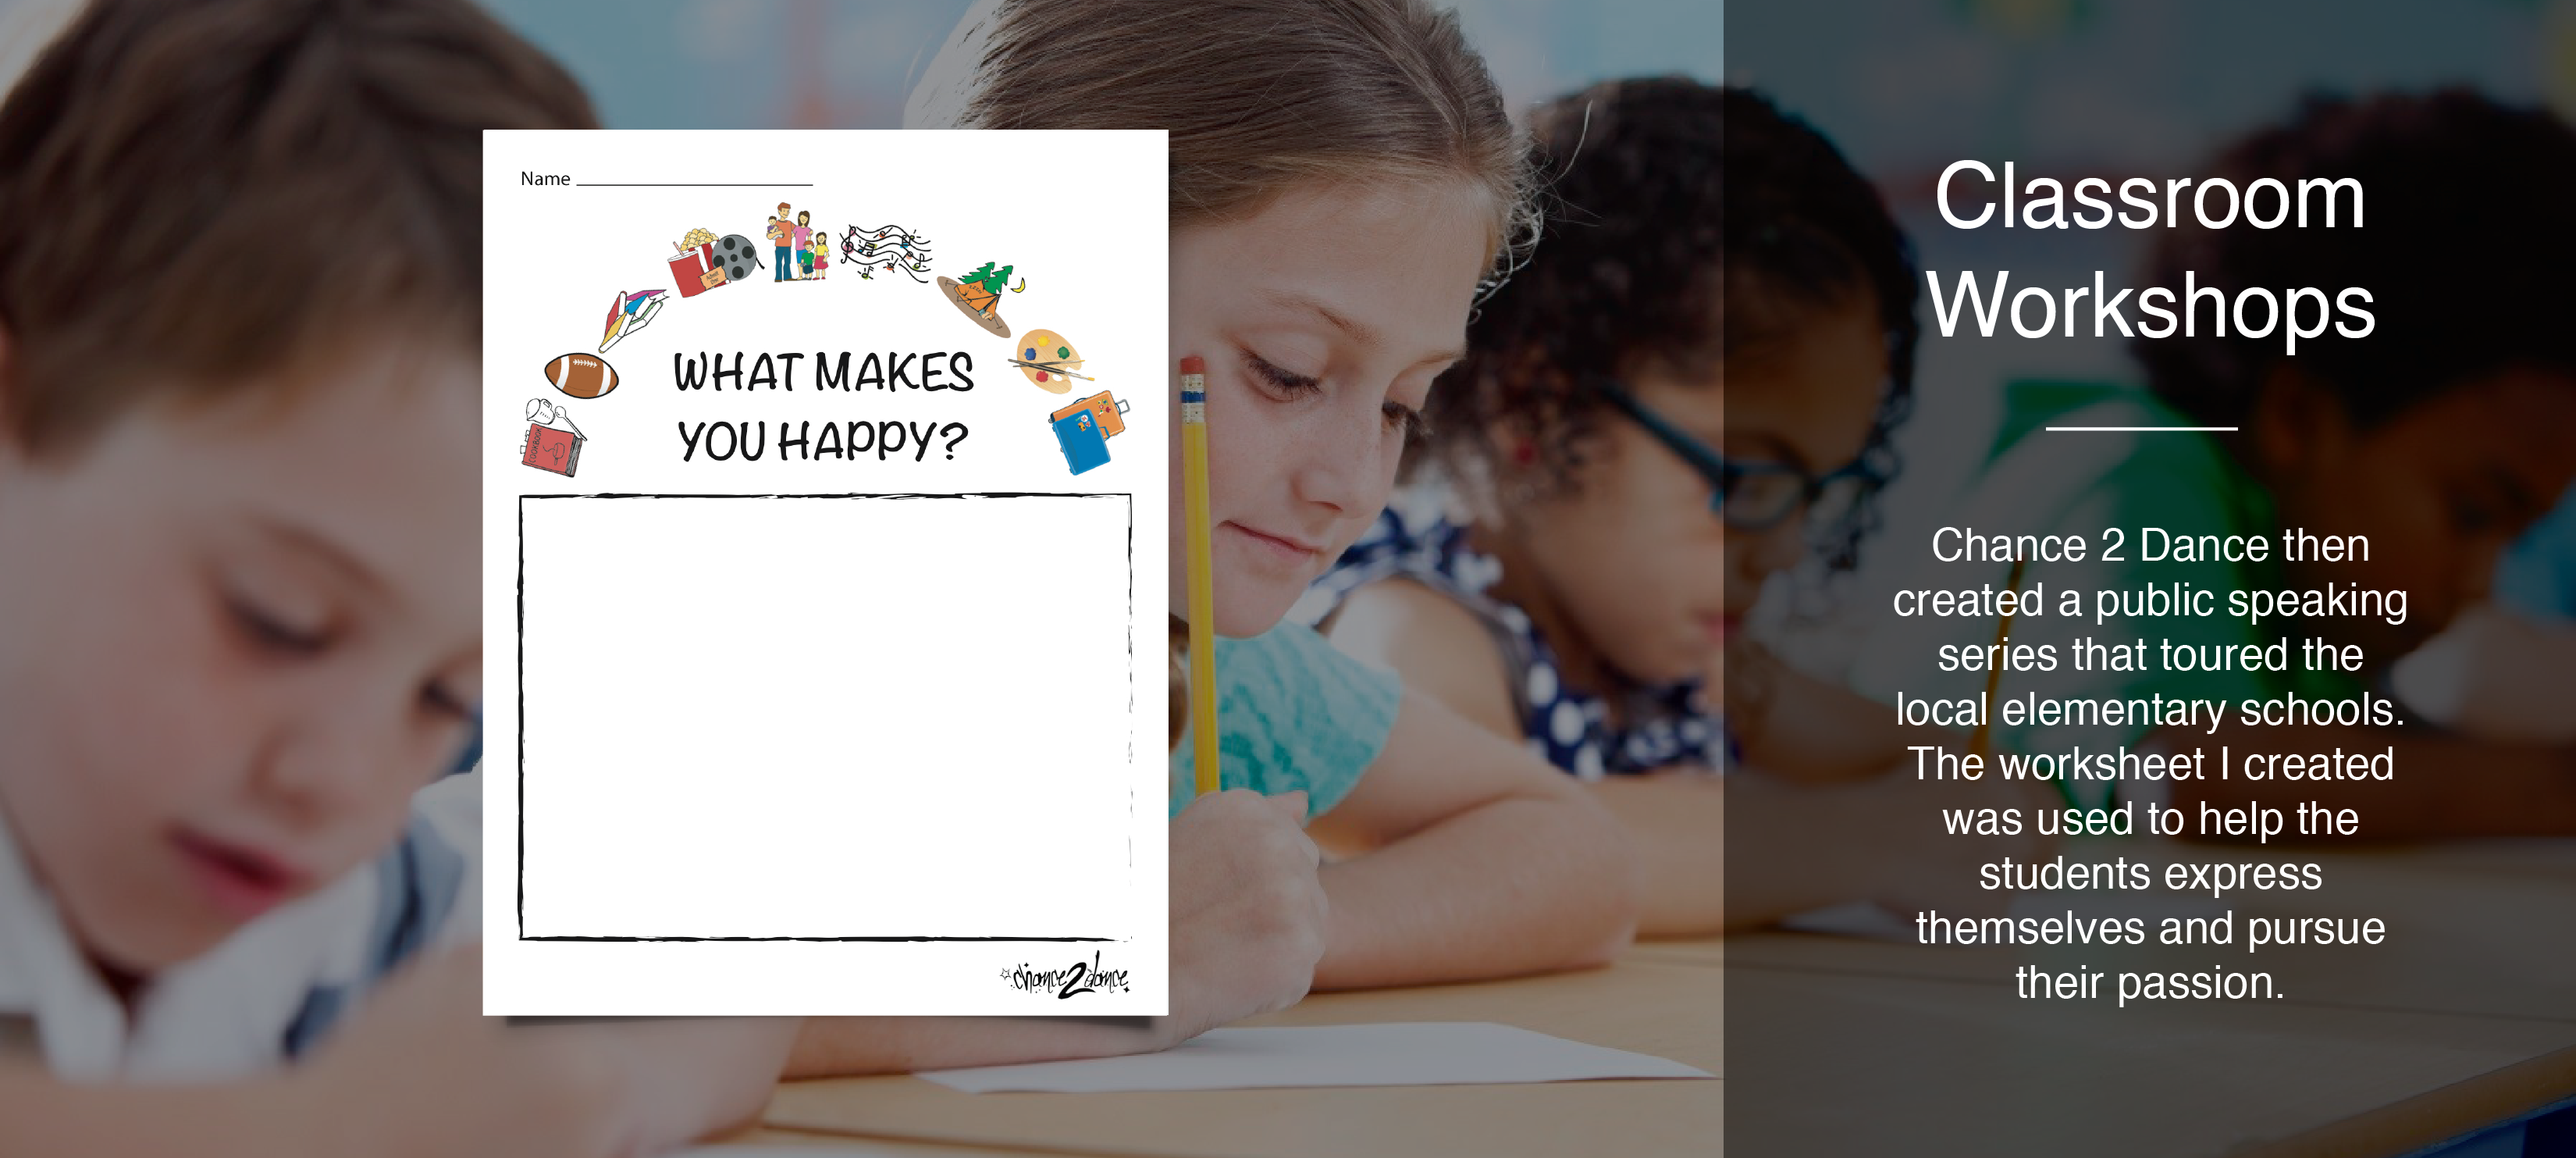 Name
WHAT MAKES
YOU HAPPY?
COOKBOOK
chance2dance
Classroom
Workshops
Chance 2 Dance then
created a public speaking
series that toured the
local elementary schools.
The worksheet I created
was used to help the
students express
themselves and pursue
their passion.